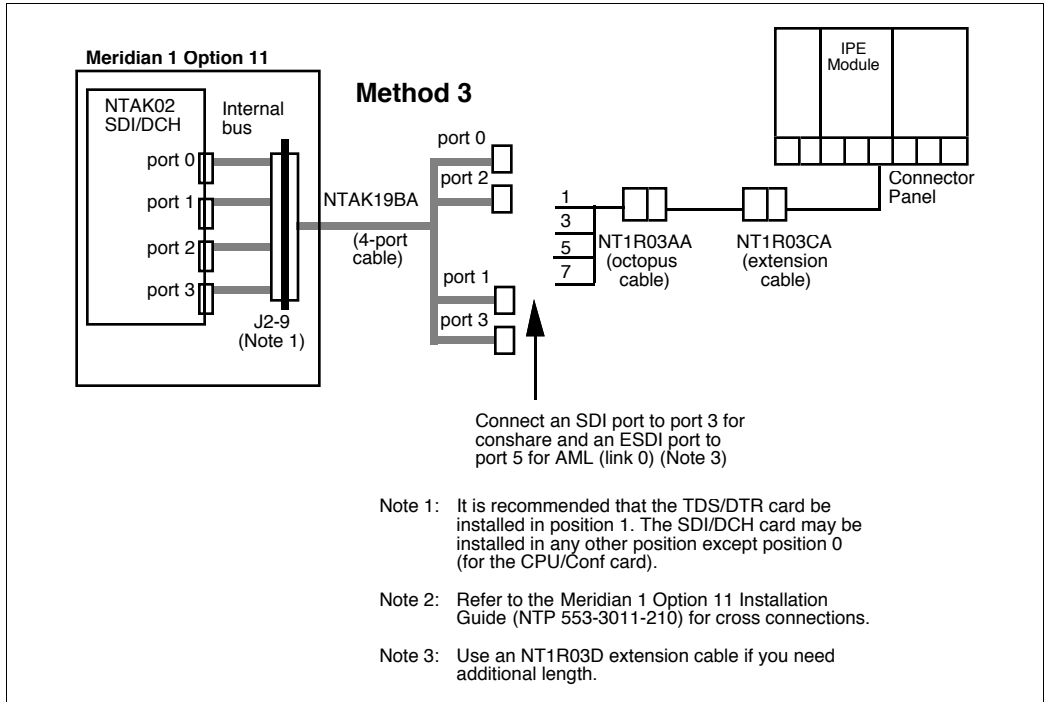 Meridian 1 Option 11
NTAK02
SDI/DCH
Internal
bus
port 0
port 1
port 2
port 3
J2-9
(Note 1)
Method 3
NTAK19BA
(4-port
cable)
port 0
port 2
port 1
port 3
1
3
5
7
NT1R03AA
(octopus
cable)
NT1R03CA
(extension
cable)
IPE
Module
Connector
Panel
Connect an SDI port to port 3 for
conshare and an ESDI port to
port 5 for AML (link 0) (Note 3)
Note 1: It is recommended that the TDS/DTR card be
installed in position 1. The SDI/DCH card may be
installed in any other position except position 0
(for the CPU/Conf card).
Note 2: Refer to the Meridian 1 Option 11 Installation
Guide (NTP 553-3011-210) for cross connections.
Note 3: Use an NT1R03D extension cable if you need
additional length.